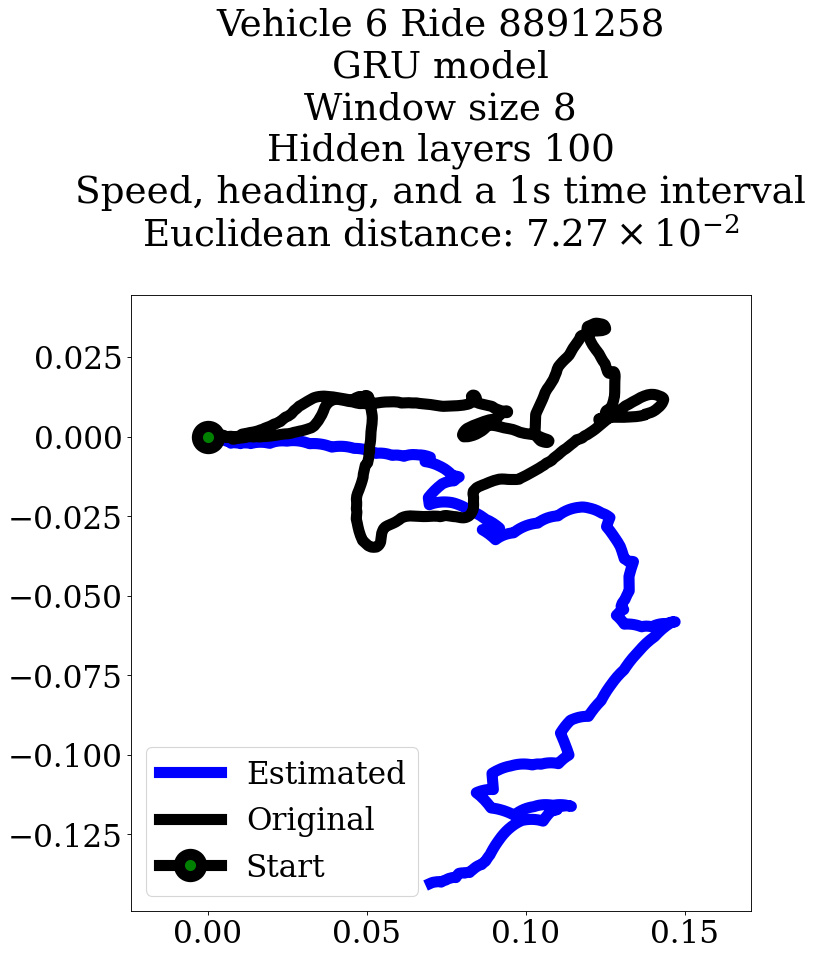 Vehicle 6 Ride 8891258
GRU model
Window size 8
Hidden layers 100
Speed, heading, and a 1s time interval
Euclidean distance: 7.27 × 10⁻²
0.025
0.000
−0.025
−0.050
−0.075
−0.100
−0.125
Estimated
Original
Start
0.00 0.05 0.10 0.15